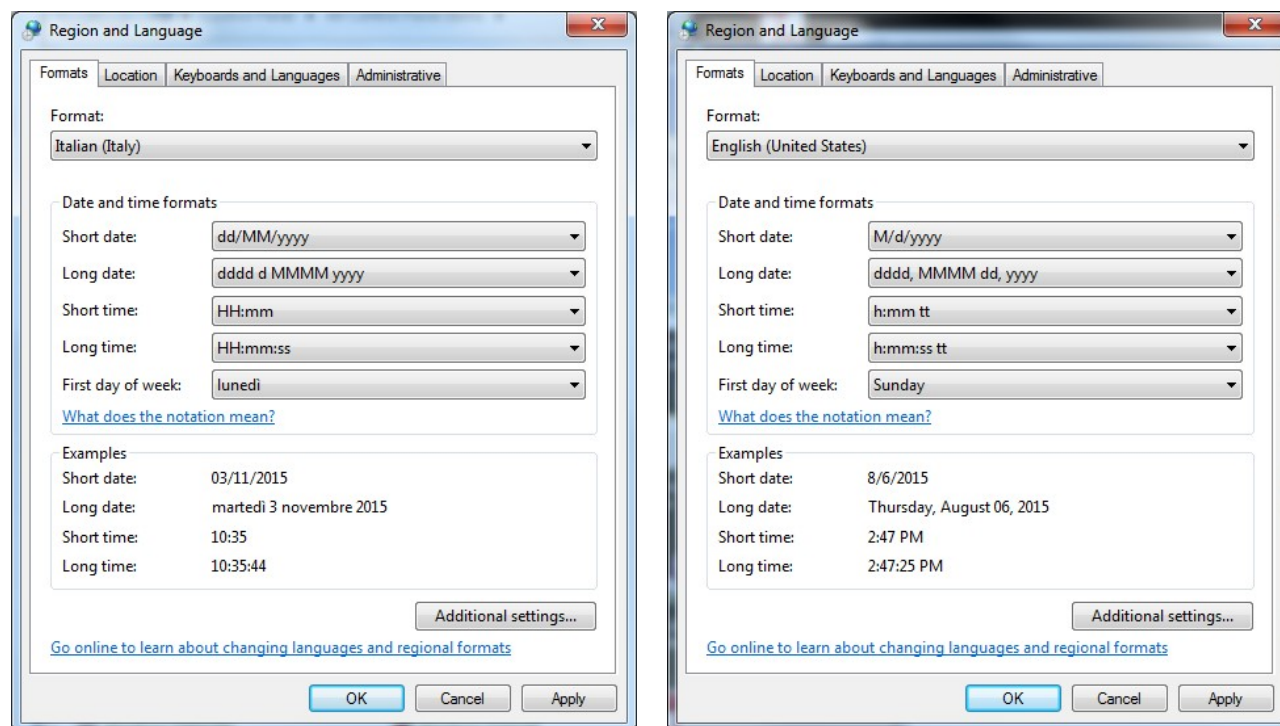 Region and Language
Formats Location Keyboards and Languages Administrative
Format:
Italian (Italy)
Date and time formats
Short date: dd/MM/yyyy
Long date: dddd d MMMM yyyy
Short time: HH:mm
Long time: HH:mm:ss
First day of week: lunedì
What does the notation mean?
Examples
Short date: 03/11/2015
Long date: martedì 3 novembre 2015
Short time: 10:35
Long time: 10:35:44
Additional settings...
Go online to learn about changing languages and regional formats
OK Cancel Apply
Region and Language
Formats Location Keyboards and Languages Administrative
Format:
English (United States)
Date and time formats
Short date: M/d/yyyy
Long date: dddd, MMMM dd, yyyy
Short time: h:mm tt
Long time: h:mm:ss tt
First day of week: Sunday
What does the notation mean?
Examples
Short date: 8/6/2015
Long date: Thursday, August 06, 2015
Short time: 2:47 PM
Long time: 2:47:25 PM
Additional settings...
Go online to learn about changing languages and regional formats
OK Cancel Apply